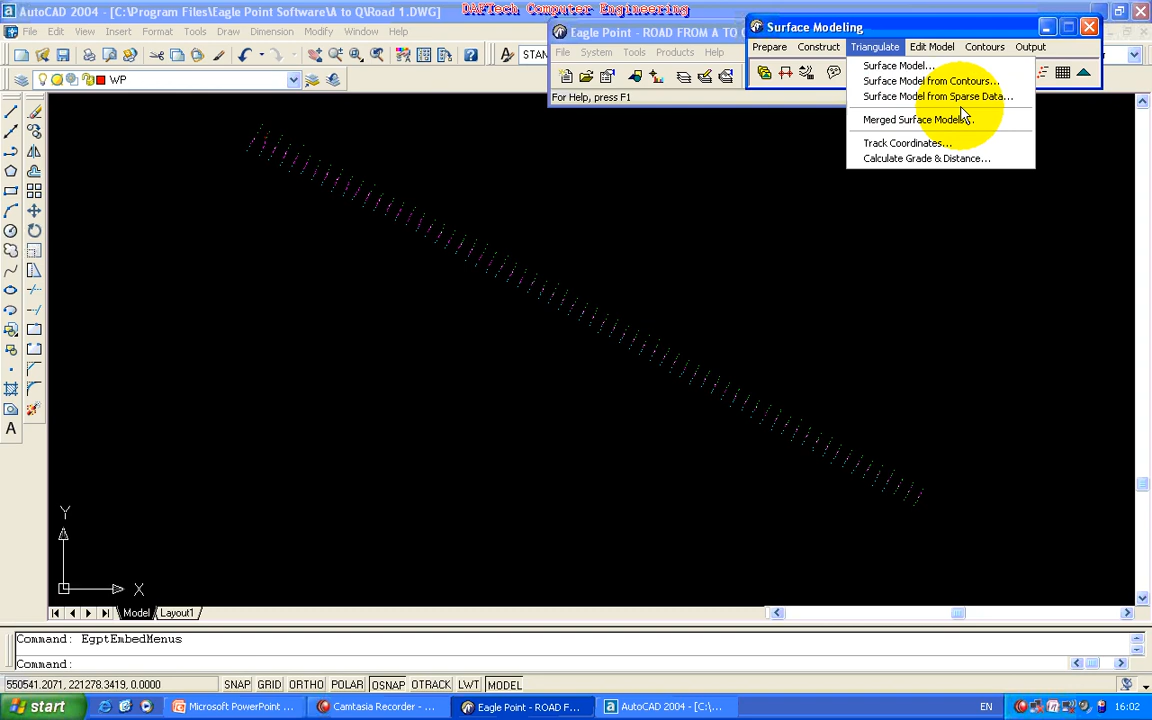 AutoCAD 2004 - [C:\Program Files\Eagle Point Software\A to Q\Road 1.DWG]
DAFTech Computer Engineering
File Edit View Insert Format Tools Draw Dimension Modify
Window Help
STAN
WP
Eagle Point - ROAD FROM A TO
File System Tools Products Help
For Help, press F1
Surface Modeling
Prepare Construct Triangulate Edit Model Contours Output
Surface Model...
Surface Model from Contours...
Surface Model from Sparse Data...
Merged Surface Models...
Track Coordinates...
Calculate Grade & Distance...
Y
X
A
Model Layout1
Command: EgptEmbedMenus
Command:
550541.2071, 221278.3419, 0.0000 SNAP GRID ORTHO POLAR OSNAP OTRACK LWT MODEL
start Microsoft PowerPoint ... Camtasia Recorder - ... Eagle Point - ROAD F... AutoCAD 2004 - [C:\... EN 16:02